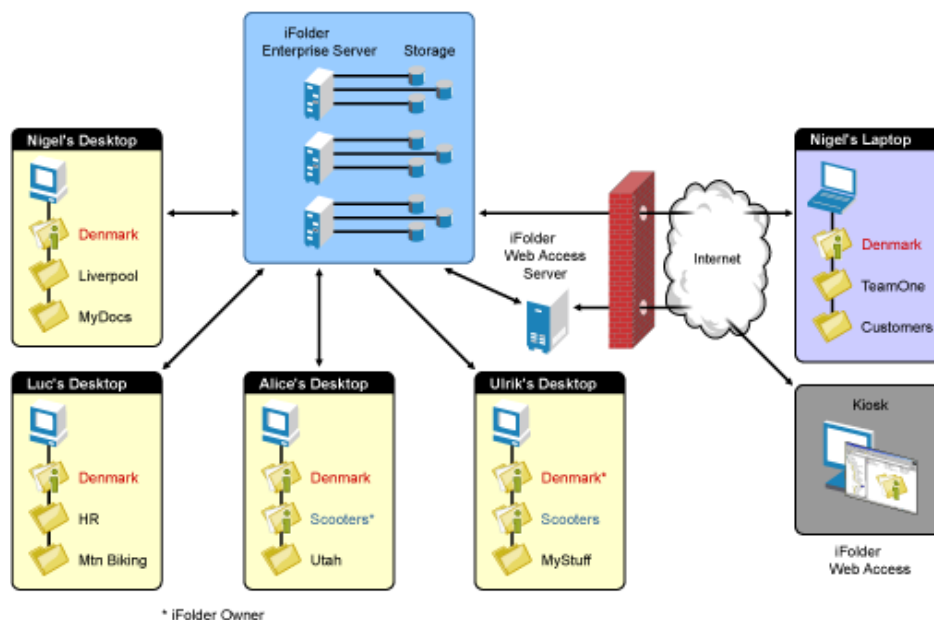 iFolder
Enterprise Server
Storage
Nigel's Desktop
Denmark
Liverpool
MyDocs
iFolder
Web Access
Server
Internet
Nigel's Laptop
Denmark
TeamOne
Customers
Luc's Desktop
Denmark
HR
Mtn Biking
Alice's Desktop
Denmark
Scooters*
Utah
Ulrik's Desktop
Denmark*
Scooters
MyStuff
Kiosk
iFolder
Web Access
* iFolder Owner